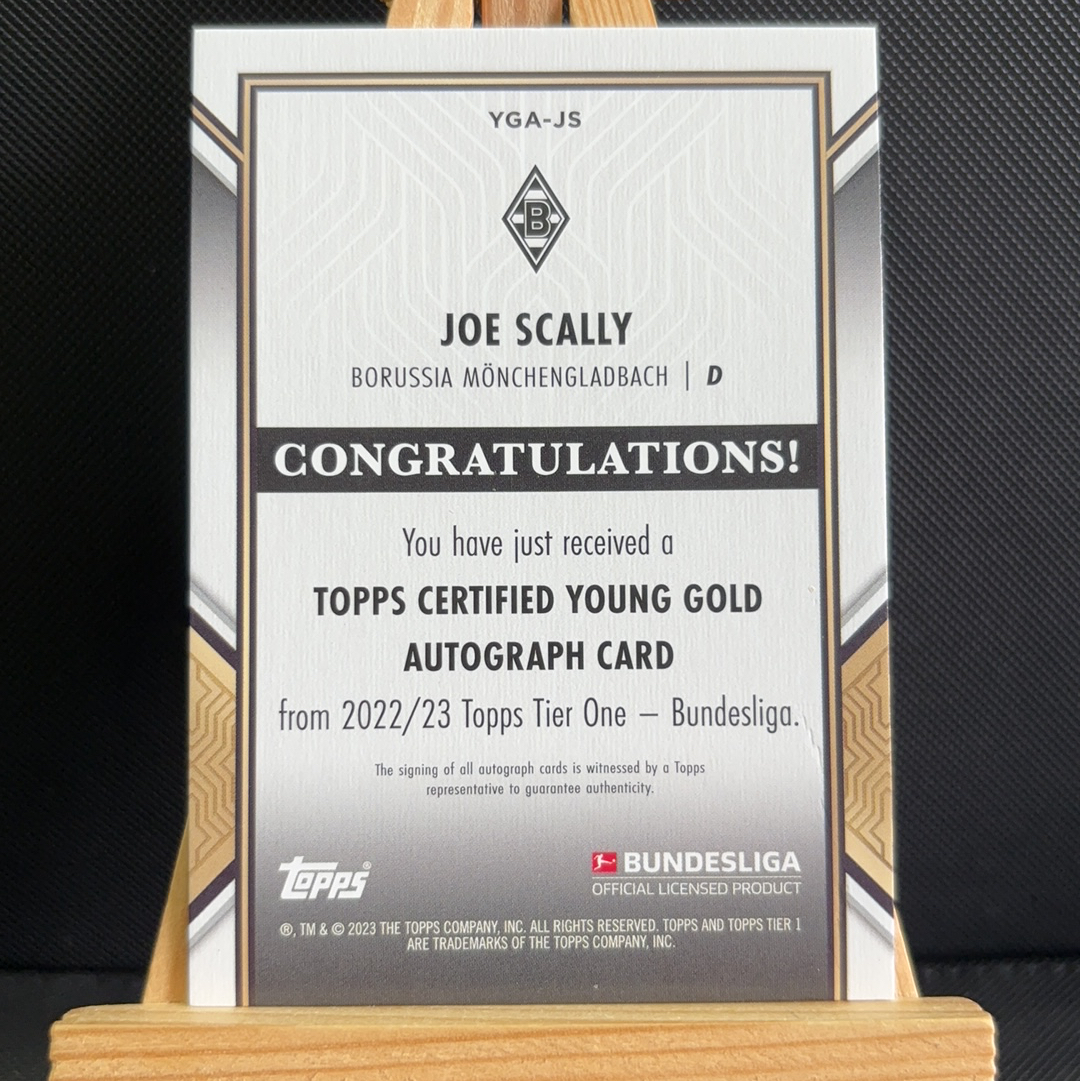 YGA-JS
B
JOE SCALLY
BORUSSIA MÖNCHENGLADBACH | D
CONGRATULATIONS!
You have just received a
TOPPS CERTIFIED YOUNG GOLD
AUTOGRAPH CARD
from 2022/23 Topps Tier One – Bundesliga.
The signing of all autograph cards is witnessed by a Topps
representative to guarantee authenticity.
topps®
BUNDESLIGA
OFFICIAL LICENSED PRODUCT
®, TM & © 2023 THE TOPPS COMPANY, INC. ALL RIGHTS RESERVED. TOPPS AND TOPPS TIER 1
ARE TRADEMARKS OF THE TOPPS COMPANY, INC.